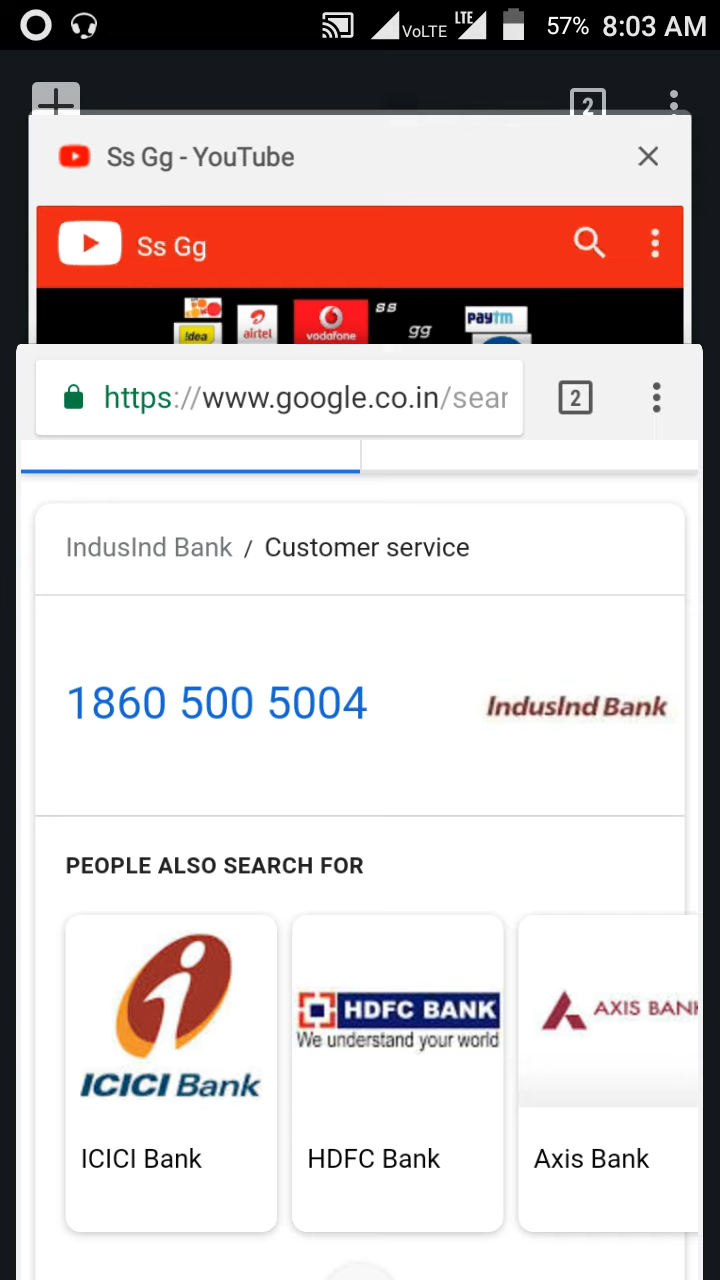 VoLTE LTE 57% 8:03 AM
2
Ss Gg - YouTube
Ss Gg
!dea airtel vodafone ss gg paytm
https://www.google.co.in/sear
2
IndusInd Bank / Customer service
1860 500 5004
IndusInd Bank
PEOPLE ALSO SEARCH FOR
ICICI Bank
HDFC BANK
We understand your world
AXIS BANK
ICICI Bank
HDFC Bank
Axis Bank